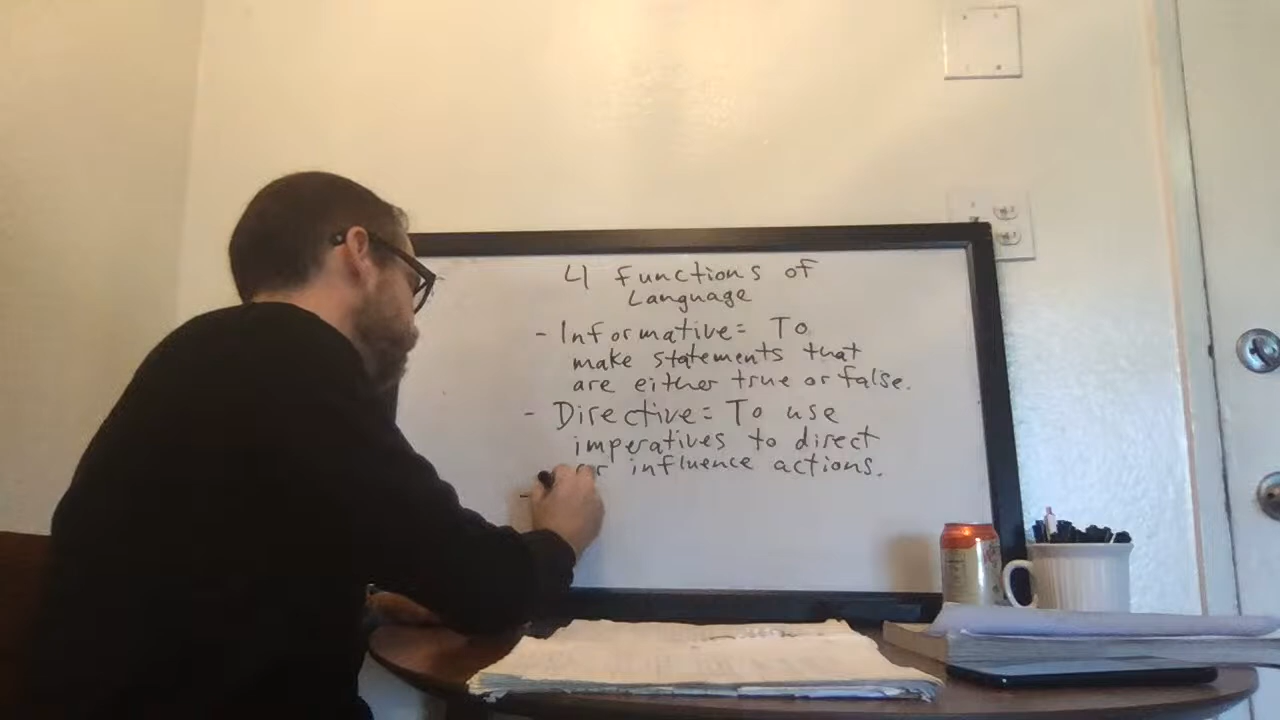 4 Functions of
Language
- Informative = To
make statements that
are either true or false.
- Directive = To use
imperatives to direct
or influence actions.
-